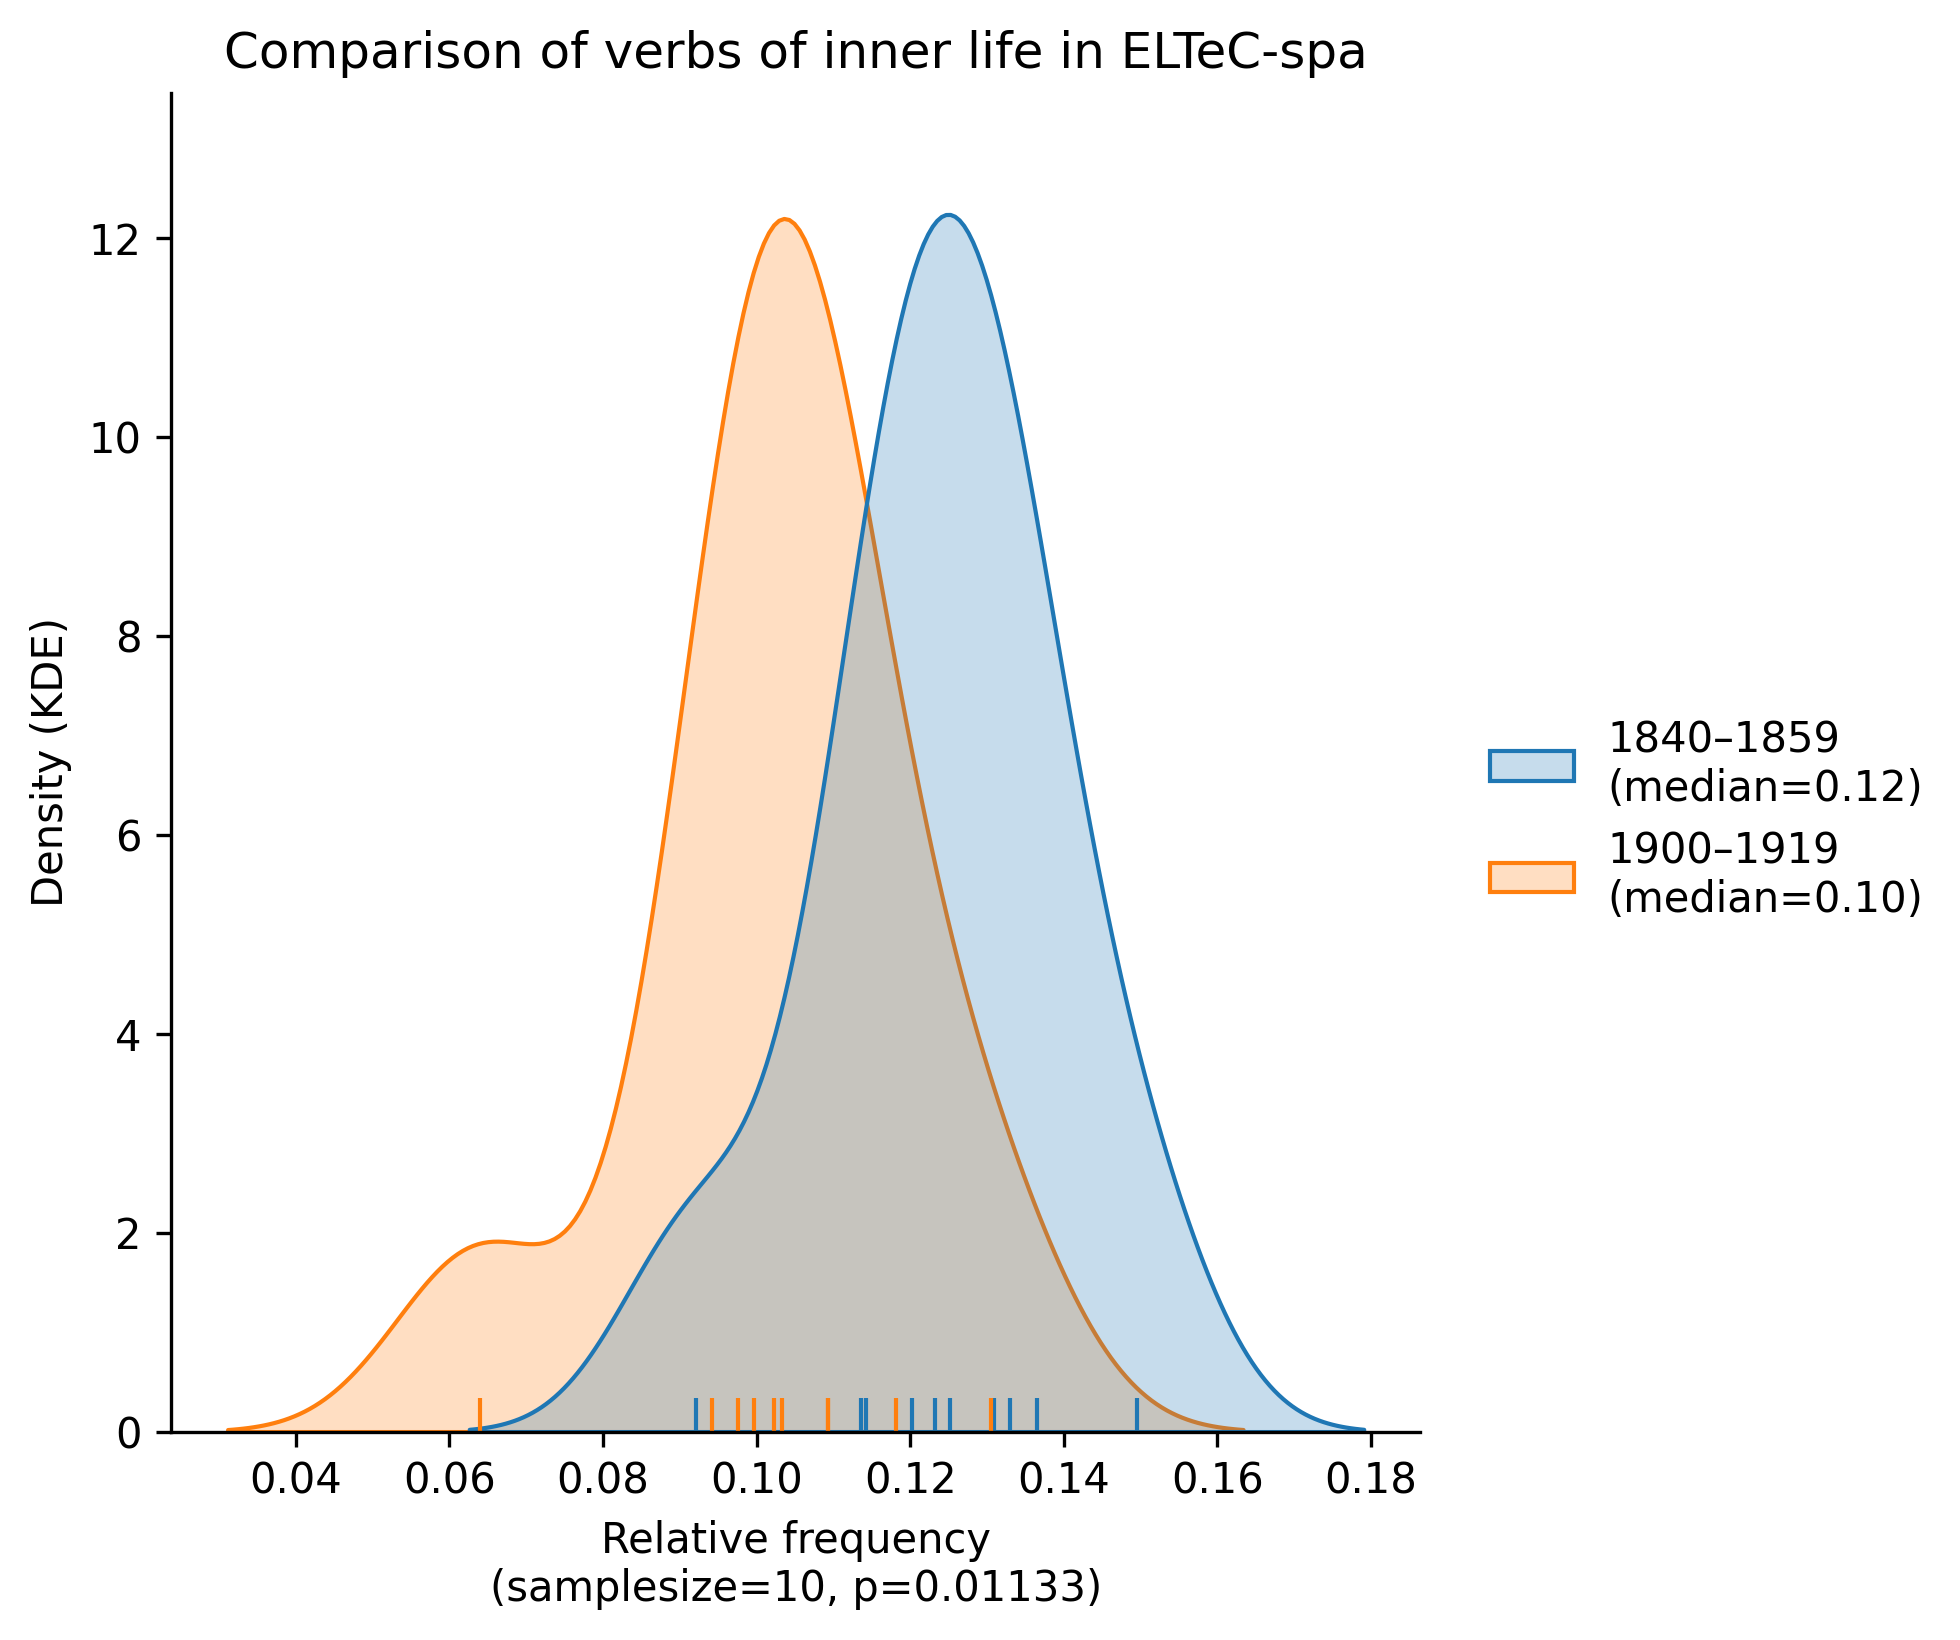 Comparison of verbs of inner life in ELTeC-spa
Density (KDE)
12
10
8
6
4
2
0
0.04 0.06 0.08 0.10 0.12 0.14 0.16 0.18
Relative frequency
(samplesize=10, p=0.01133)
1840–1859
(median=0.12)
1900–1919
(median=0.10)